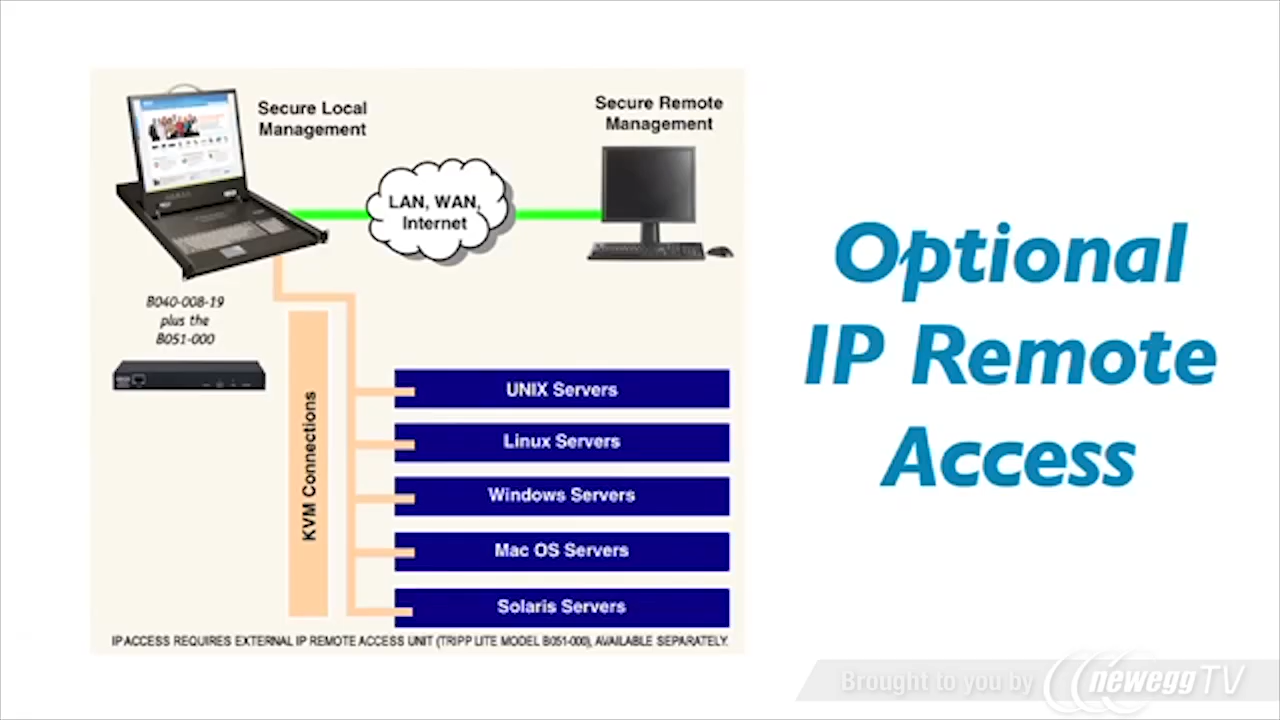 Secure Local
Management
Secure Remote
Management
LAN, WAN,
Internet
B040-008-19
plus the
B051-000
KVM Connections
UNIX Servers
Linux Servers
Windows Servers
Mac OS Servers
Solaris Servers
IP ACCESS REQUIRES EXTERNAL IP REMOTE ACCESS UNIT (TRIPP LITE MODEL B051-000), AVAILABLE SEPARATELY.
Optional
IP Remote
Access
Brought to you by newegg TV